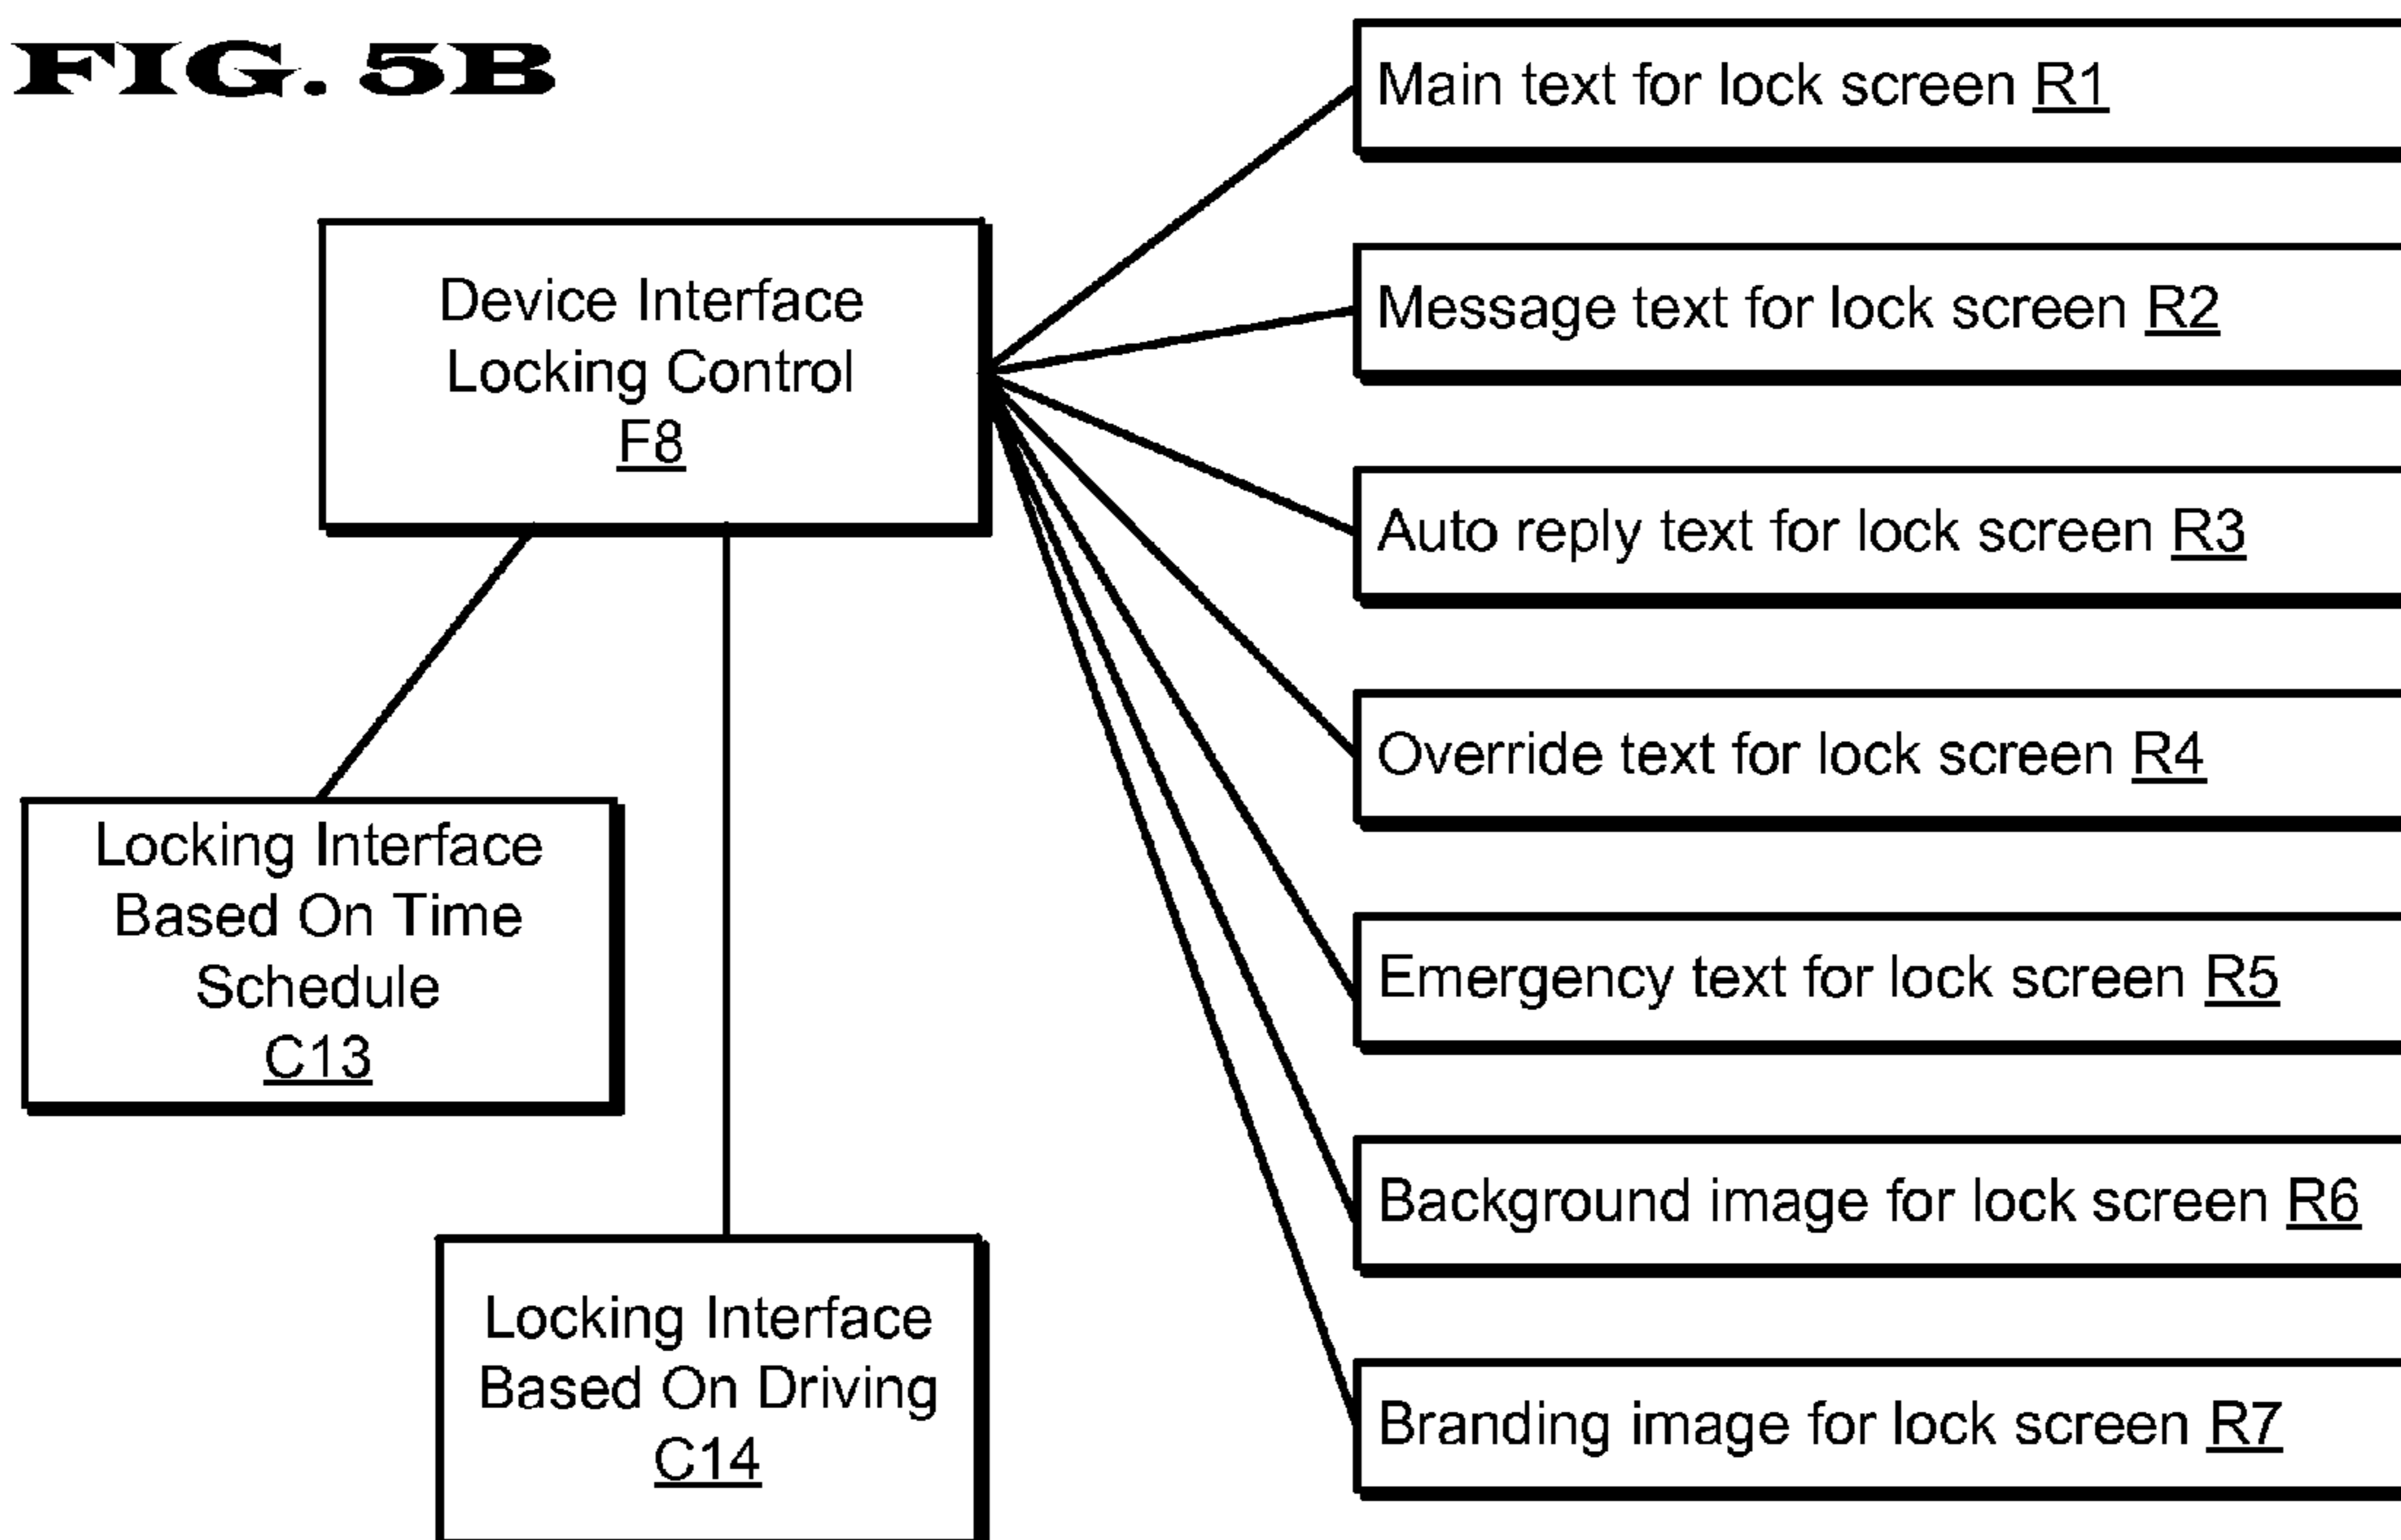 FIG. 5B
Device Interface
Locking Control
F8
Locking Interface
Based On Time
Schedule
C13
Locking Interface
Based On Driving
C14
Main text for lock screen R1
Message text for lock screen R2
Auto reply text for lock screen R3
Override text for lock screen R4
Emergency text for lock screen R5
Background image for lock screen R6
Branding image for lock screen R7